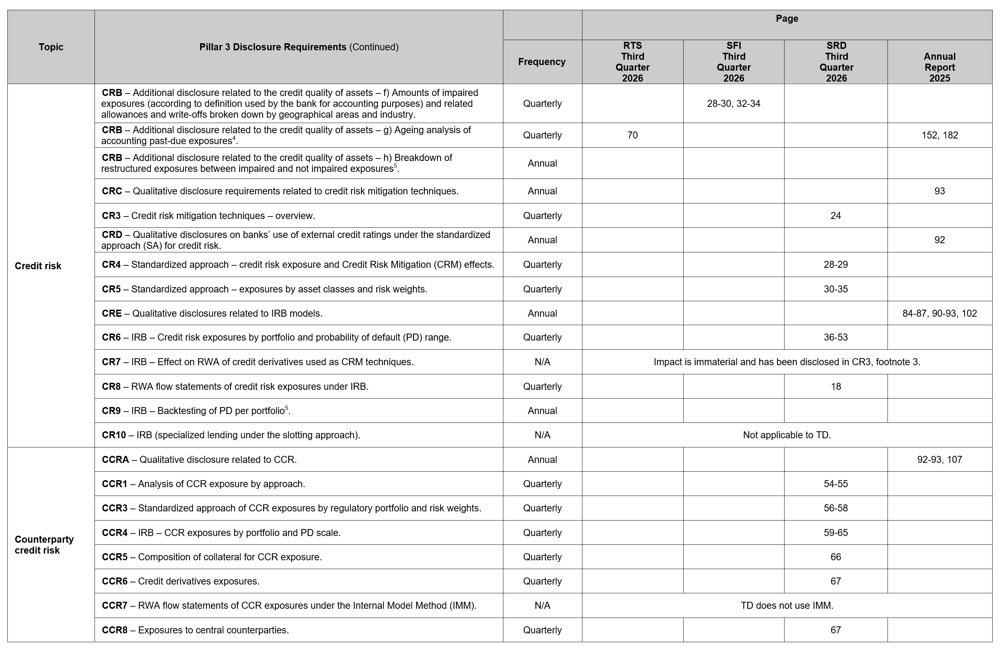 Topic
Pillar 3 Disclosure Requirements (Continued)
Page
Frequency
RTS
Third
Quarter
2026
SFI
Third
Quarter
2026
SRD
Third
Quarter
2026
Annual
Report
2025
Credit risk
CRB – Additional disclosure related to the credit quality of assets – f) Amounts of impaired
exposures (according to definition used by the bank for accounting purposes) and related
allowances and write-offs broken down by geographical areas and industry.
Quarterly
28-30, 32-34
CRB – Additional disclosure related to the credit quality of assets – g) Ageing analysis of
accounting past-due exposures⁴.
Quarterly
70
152, 182
CRB – Additional disclosure related to the credit quality of assets – h) Breakdown of
restructured exposures between impaired and not impaired exposures⁵.
Annual
CRC – Qualitative disclosure requirements related to credit risk mitigation techniques.
Annual
93
CR3 – Credit risk mitigation techniques – overview.
Quarterly
24
CRD – Qualitative disclosures on banks’ use of external credit ratings under the standardized
approach (SA) for credit risk.
Annual
92
CR4 – Standardized approach – credit risk exposure and Credit Risk Mitigation (CRM) effects.
Quarterly
28-29
CR5 – Standardized approach – exposures by asset classes and risk weights.
Quarterly
30-35
CRE – Qualitative disclosures related to IRB models.
Annual
84-87, 90-93, 102
CR6 – IRB – Credit risk exposures by portfolio and probability of default (PD) range.
Quarterly
36-53
CR7 – IRB – Effect on RWA of credit derivatives used as CRM techniques.
N/A
Impact is immaterial and has been disclosed in CR3, footnote 3.
CR8 – RWA flow statements of credit risk exposures under IRB.
Quarterly
18
CR9 – IRB – Backtesting of PD per portfolio⁵.
Annual
CR10 – IRB (specialized lending under the slotting approach).
N/A
Not applicable to TD.
Counterparty
credit risk
CCRA – Qualitative disclosure related to CCR.
Annual
92-93, 107
CCR1 – Analysis of CCR exposure by approach.
Quarterly
54-55
CCR3 – Standardized approach of CCR exposures by regulatory portfolio and risk weights.
Quarterly
56-58
CCR4 – IRB – CCR exposures by portfolio and PD scale.
Quarterly
59-65
CCR5 – Composition of collateral for CCR exposure.
Quarterly
66
CCR6 – Credit derivatives exposures.
Quarterly
67
CCR7 – RWA flow statements of CCR exposures under the Internal Model Method (IMM).
N/A
TD does not use IMM.
CCR8 – Exposures to central counterparties.
Quarterly
67